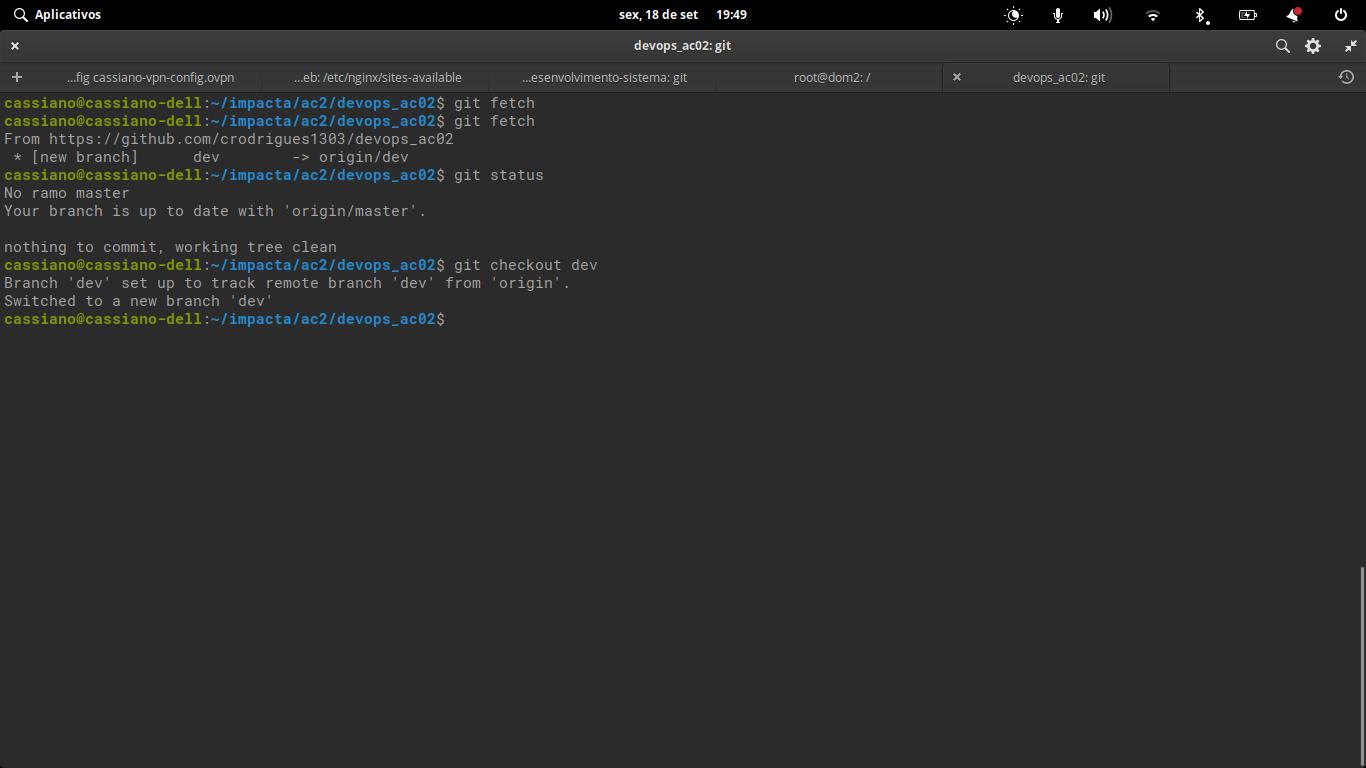 Aplicativos sex, 18 de set 19:49
devops_ac02: git
...fig cassiano-vpn-config.ovpn ...eb: /etc/nginx/sites-available ...esenvolvimento-sistema: git root@dom2: / devops_ac02: git
cassiano@cassiano-dell:~/impacta/ac2/devops_ac02$ git fetch
cassiano@cassiano-dell:~/impacta/ac2/devops_ac02$ git fetch
From https://github.com/crodrigues1303/devops_ac02
 * [new branch]      dev        -> origin/dev
cassiano@cassiano-dell:~/impacta/ac2/devops_ac02$ git status
No ramo master
Your branch is up to date with 'origin/master'.

nothing to commit, working tree clean
cassiano@cassiano-dell:~/impacta/ac2/devops_ac02$ git checkout dev
Branch 'dev' set up to track remote branch 'dev' from 'origin'.
Switched to a new branch 'dev'
cassiano@cassiano-dell:~/impacta/ac2/devops_ac02$